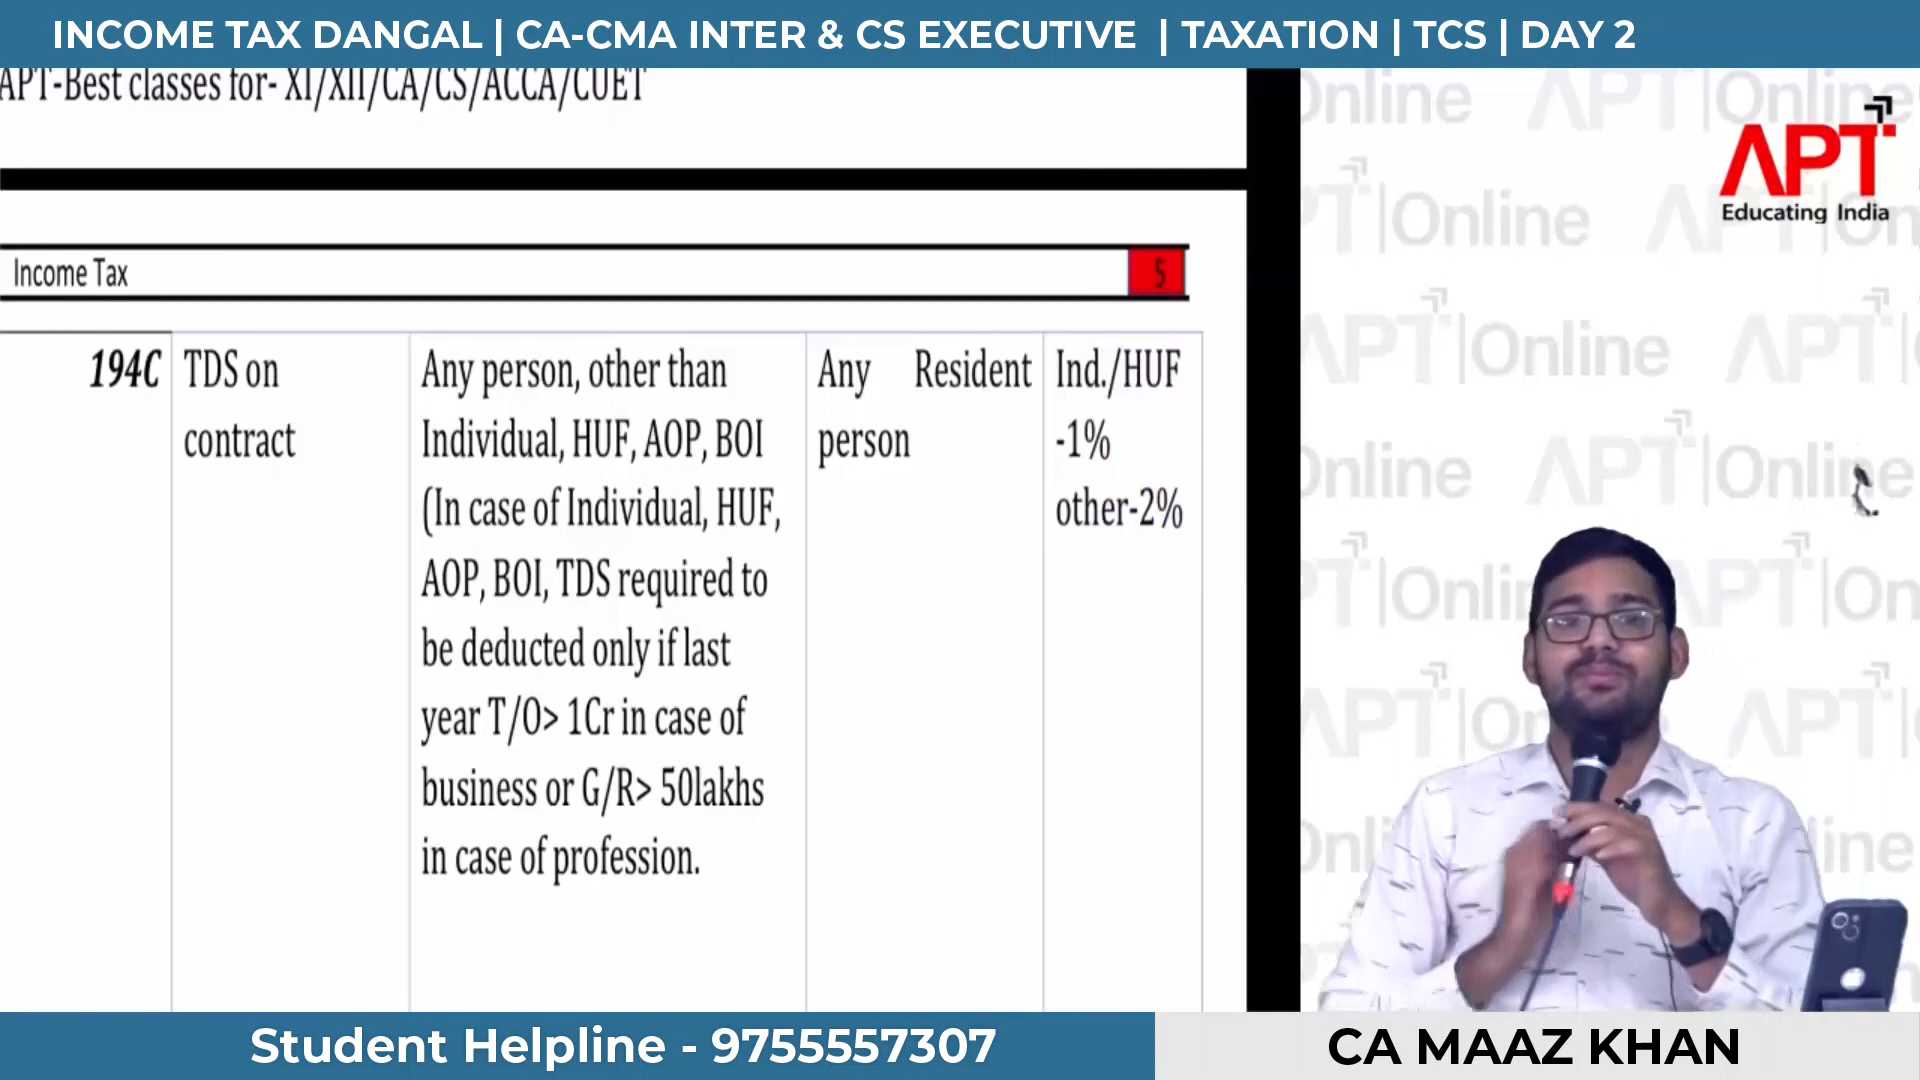 INCOME TAX DANGAL | CA-CMA INTER & CS EXECUTIVE | TAXATION | TCS | DAY 2
APT-Best classes for- XI/XII/CA/CS/ACCA/CUET
Income Tax
5
194C
TDS on
contract
Any person, other than
Individual, HUF, AOP, BOI
(In case of Individual, HUF,
AOP, BOI, TDS required to
be deducted only if last
year T/O> 1Cr in case of
business or G/R> 50lakhs
in case of profession.
Any Resident
person
Ind./HUF
-1%
other-2%
APT
Educating India
APT|Online
Student Helpline - 9755557307
CA MAAZ KHAN